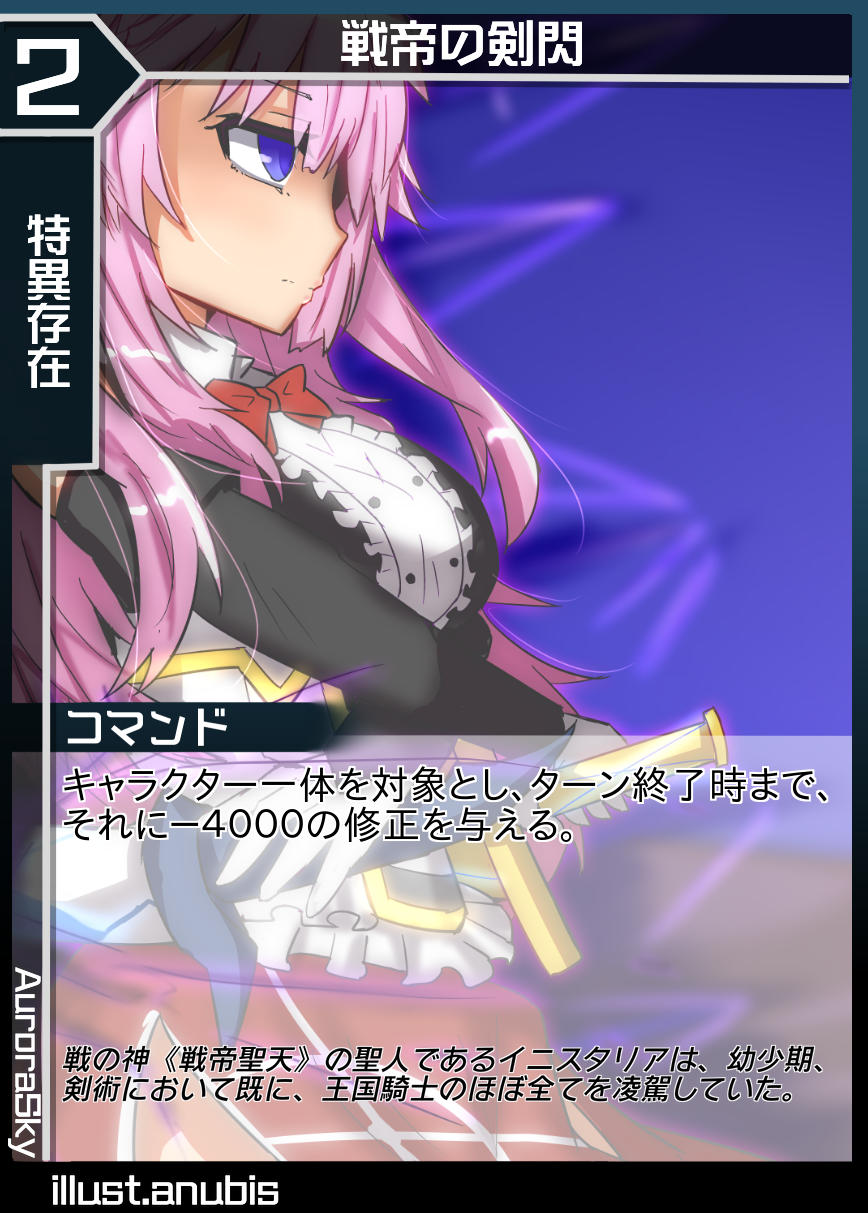 2
戦帝の剣閃
特異存在
コマンド
キャラクター一体を対象とし、ターン終了時まで、
それに－4000の修正を与える。
戦の神《戦帝聖天》の聖人であるイニスタリアは、幼少期、
剣術において既に、王国騎士のほぼ全てを凌駕していた。
AuroraSky
illust.anubis